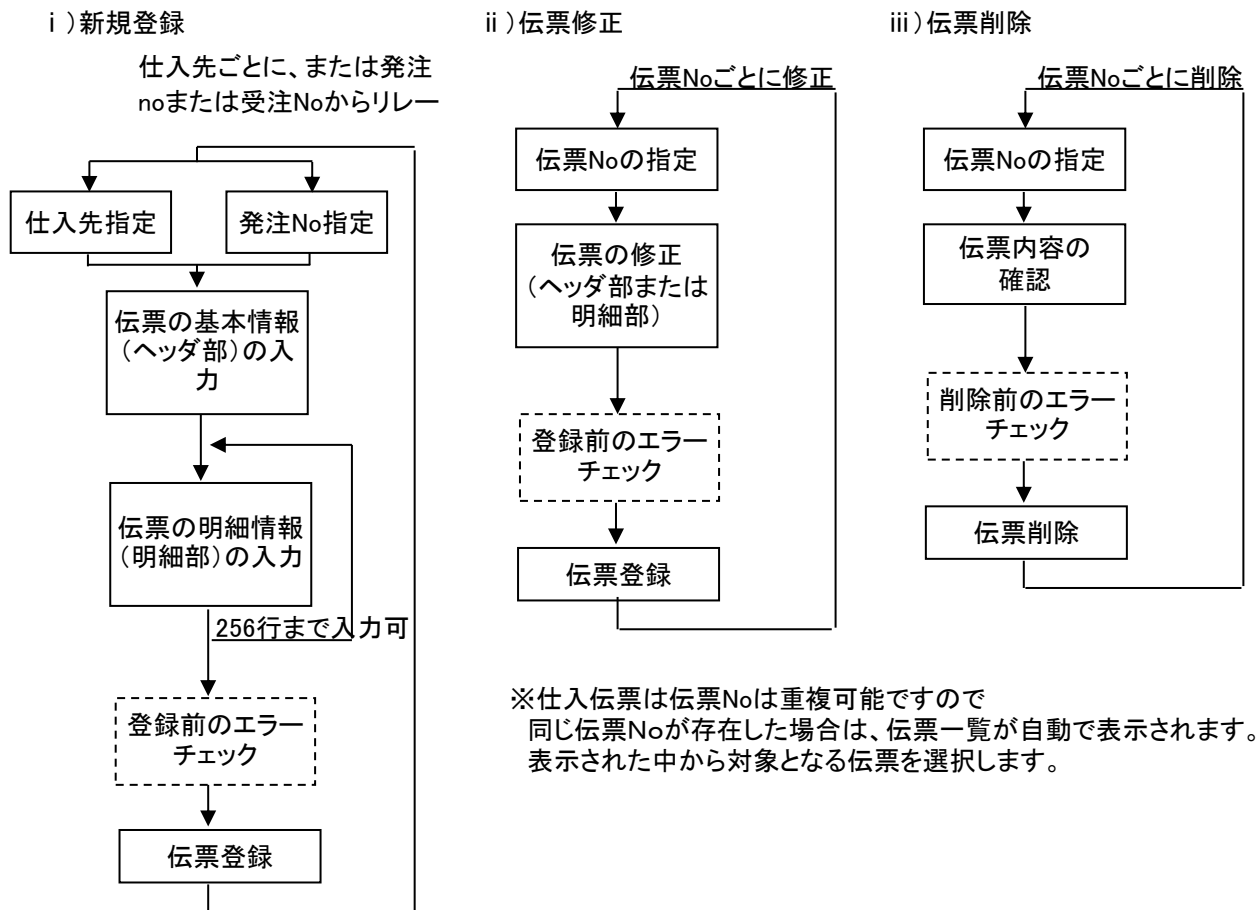 ⅰ)新規登録
仕入先ごとに、または発注
noまたは受注Noからリレー
仕入先指定
発注No指定
伝票の基本情報
(ヘッダ部)の入
力
伝票の明細情報
(明細部)の入力
256行まで入力可
登録前のエラー
チェック
伝票登録
ⅱ)伝票修正
伝票Noごとに修正
伝票Noの指定
伝票の修正
(ヘッダ部または
明細部)
登録前のエラー
チェック
伝票登録
ⅲ)伝票削除
伝票Noごとに削除
伝票Noの指定
伝票内容の
確認
削除前のエラー
チェック
伝票削除
※仕入伝票は伝票Noは重複可能ですので
同じ伝票Noが存在した場合は、伝票一覧が自動で表示されます。
表示された中から対象となる伝票を選択します。